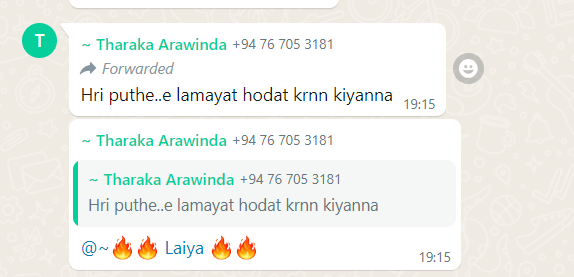 T
~ Tharaka Arawinda +94 76 705 3181
Forwarded
Hri puthe..e lamayat hodat krnn kiyanna 19:15
~ Tharaka Arawinda +94 76 705 3181
~ Tharaka Arawinda +94 76 705 3181
Hri puthe..e lamayat hodat krnn kiyanna
@~🔥🔥 Laiya 🔥🔥 19:15